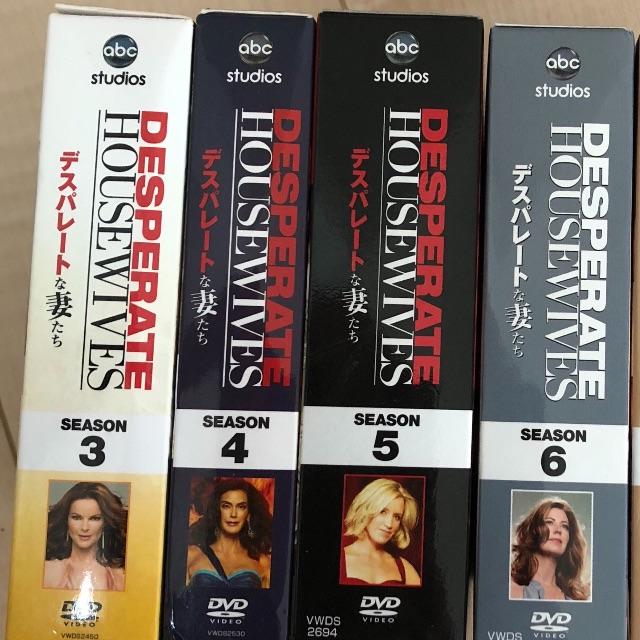 abc
studios
DESPERATE
HOUSEWIVES
デスパレートな妻たち
SEASON
3
DVD
VIDEO
VWDS2450
abc
studios
DESPERATE
HOUSEWIVES
デスパレートな妻たち
SEASON
4
DVD
VIDEO
VWDS2530
abc
studios
DESPERATE
HOUSEWIVES
デスパレートな妻たち
SEASON
5
DVD
VIDEO
VWDS
2694
abc
studios
DESPERATE
HOUSEWIVES
デスパレートな妻たち
SEASON
6
DVD
VIDEO
VWDS